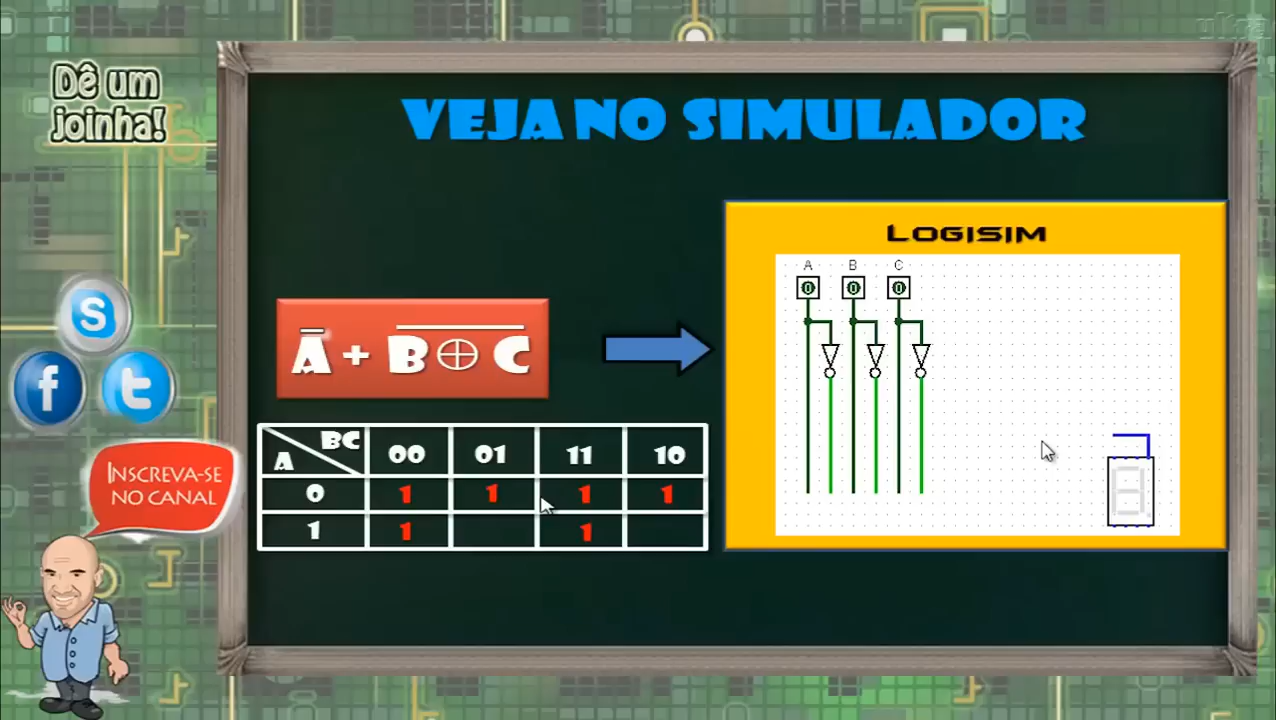 ultra
Dê um
joinha!
VEJA NO SIMULADOR
LOGISIM
A B C
0 0 0
Ā + B̅ ̅⊕̅ ̅C̅
BC
A
00 01 11 10
0 1 1 1 1
1 1 1
INSCREVA-SE
NO CANAL
S
f t